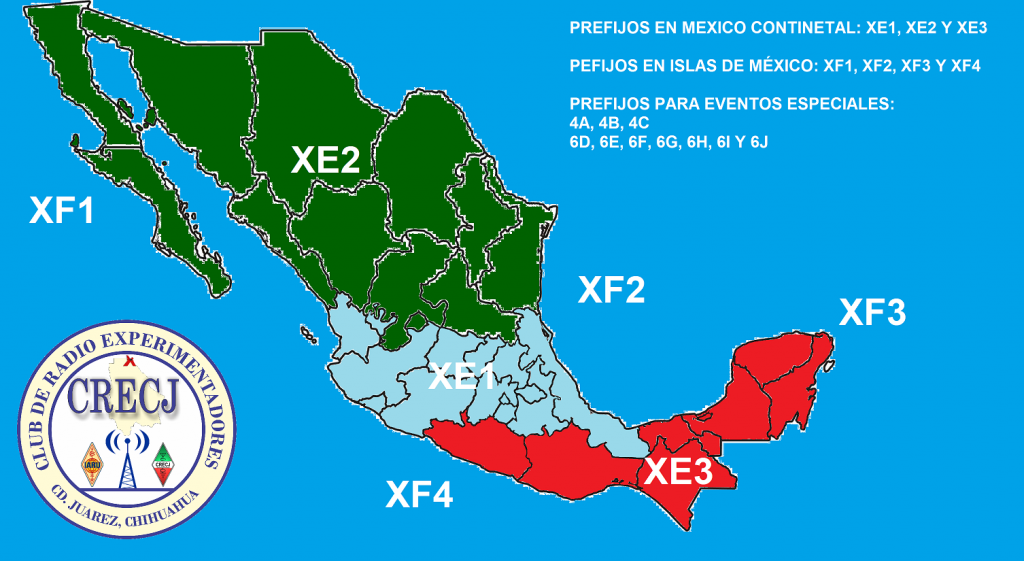 PREFIJOS EN MEXICO CONTINETAL: XE1, XE2 Y XE3
PEFIJOS EN ISLAS DE MÉXICO: XF1, XF2, XF3 Y XF4
PREFIJOS PARA EVENTOS ESPECIALES:
4A, 4B, 4C
6D, 6E, 6F, 6G, 6H, 6I Y 6J
XE2
XF1
XF2
XF3
XE1
XE3
XF4
CLUB DE RADIO EXPERIMENTADORES
X
CRECJ
IARU
CRECJ
CD. JUAREZ, CHIHUAHUA